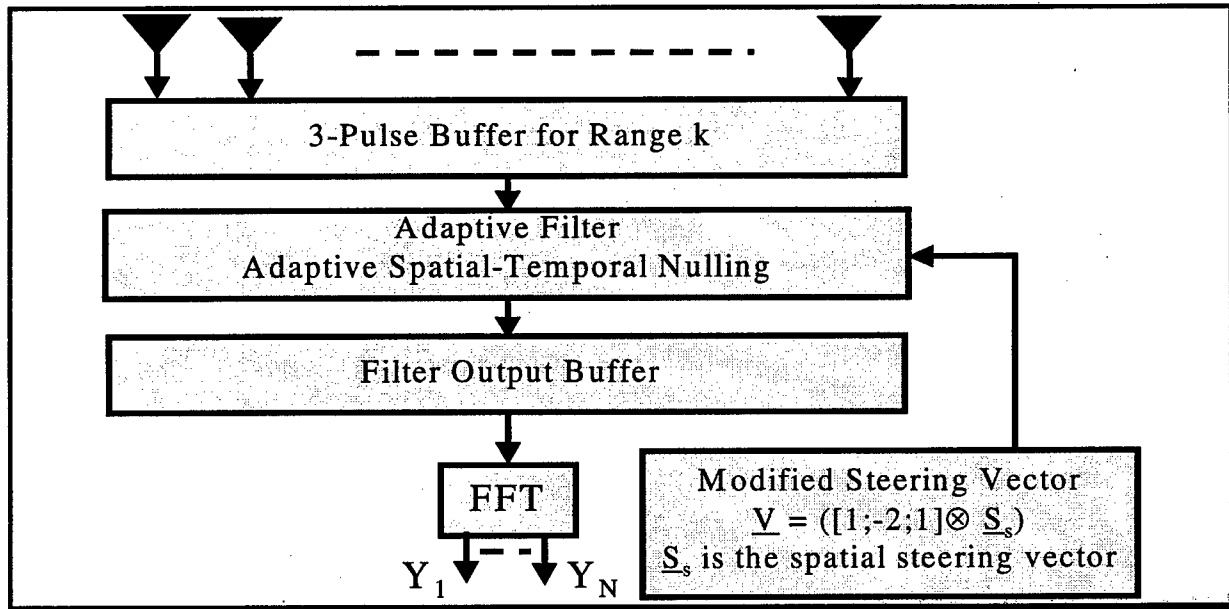 3-Pulse Buffer for Range k
Adaptive Filter
Adaptive Spatial-Temporal Nulling
Filter Output Buffer
FFT
Y₁ Y_N
Modified Steering Vector
V = ([1;-2;1]⊗ Sₛ)
Sₛ is the spatial steering vector